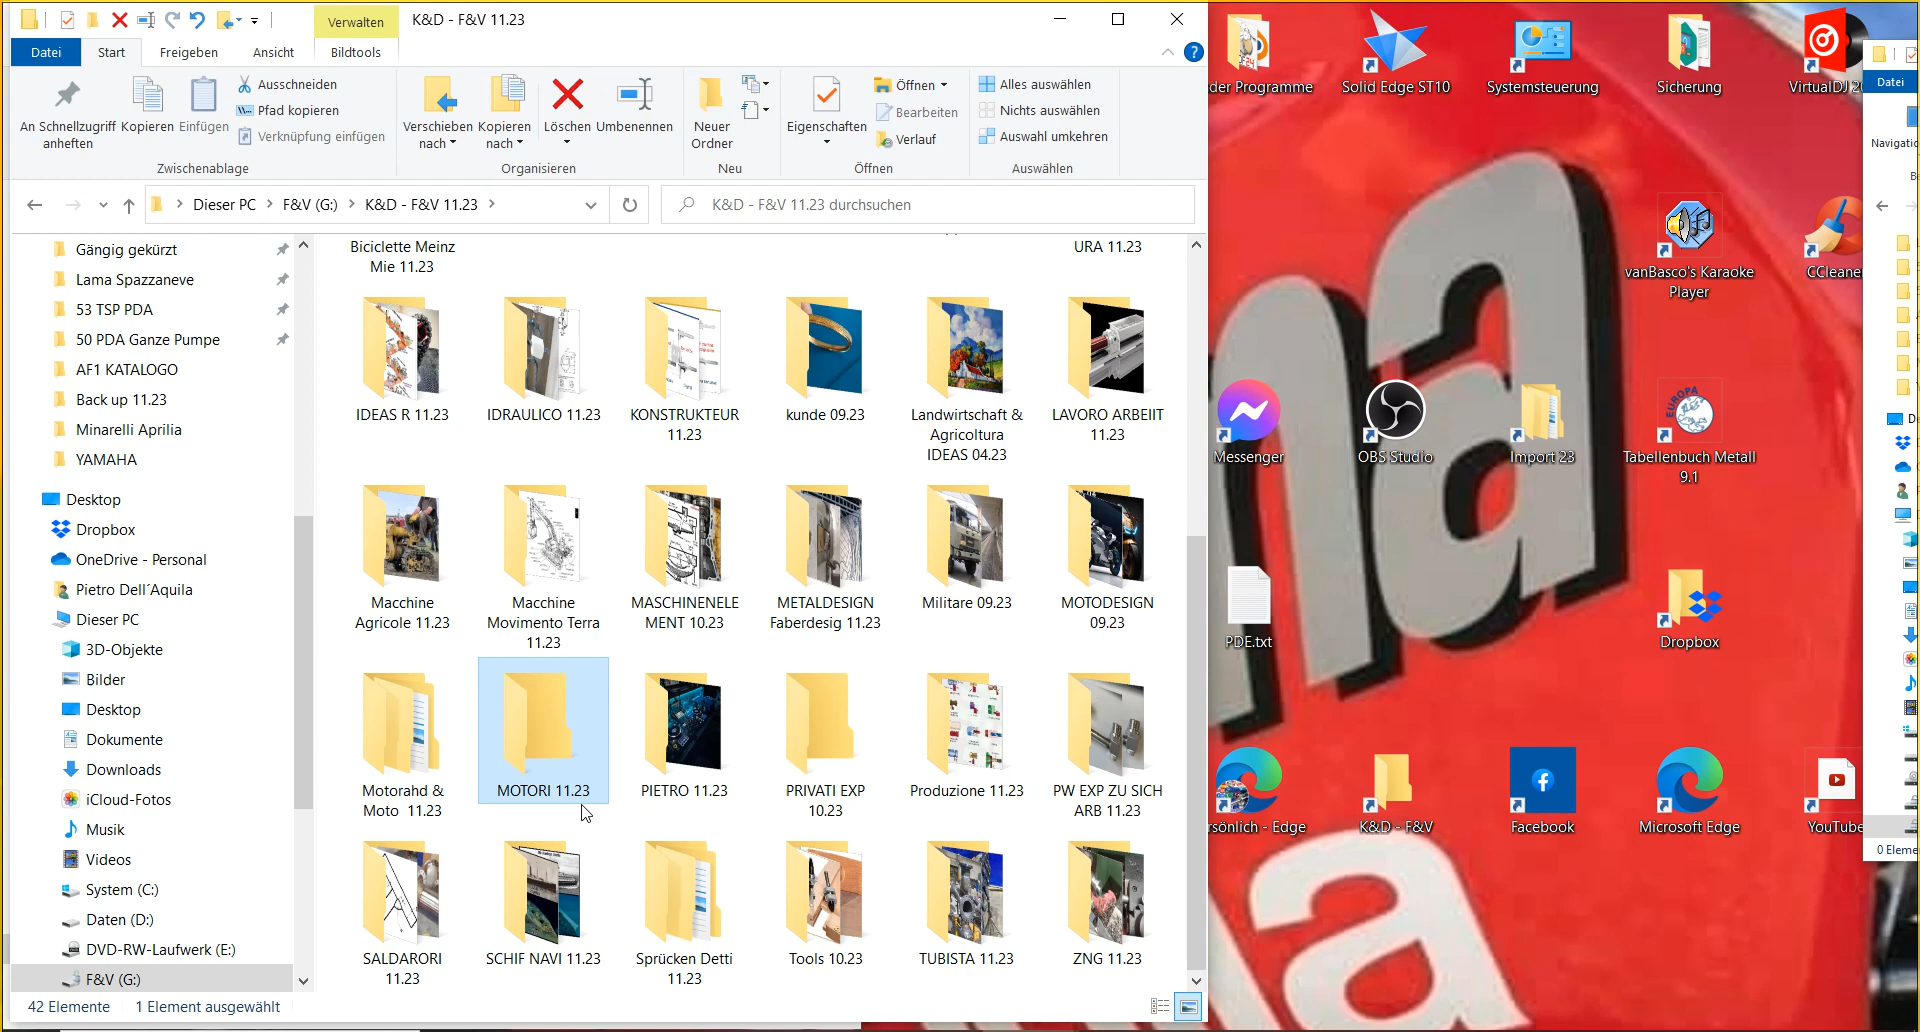 Verwalten
K&D - F&V 11.23
Datei
Start
Freigeben
Ansicht
Bildtools
An Schnellzugriff
anheften
Kopieren
Einfügen
Ausschneiden
Pfad kopieren
Verknüpfung einfügen
Zwischenablage
Verschieben
nach
Kopieren
nach
Löschen
Umbenennen
Organisieren
Neuer
Ordner
Neu
Eigenschaften
Öffnen
Bearbeiten
Verlauf
Öffnen
Alles auswählen
Nichts auswählen
Auswahl umkehren
Auswählen
Dieser PC
F&V (G:)
K&D - F&V 11.23
K&D - F&V 11.23 durchsuchen
Gängig gekürzt
Lama Spazzaneve
53 TSP PDA
50 PDA Ganze Pumpe
AF1 KATALOGO
Back up 11.23
Minarelli Aprilia
YAMAHA
Desktop
Dropbox
OneDrive - Personal
Pietro Dell´Aquila
Dieser PC
3D-Objekte
Bilder
Desktop
Dokumente
Downloads
iCloud-Fotos
Musik
Videos
System (C:)
Daten (D:)
DVD-RW-Laufwerk (E:)
F&V (G:)
Biciclette Meinz
Mie 11.23
URA 11.23
IDEAS R 11.23
IDRAULICO 11.23
KONSTRUKTEUR
11.23
kunde 09.23
Landwirtschaft &
Agricoltura
IDEAS 04.23
LAVORO ARBEIIT
11.23
Macchine
Agricole 11.23
Macchine
Movimento Terra
11.23
MASCHINENELE
MENT 10.23
METALDESIGN
Faberdesig 11.23
Militare 09.23
MOTODESIGN
09.23
Motorahd &
Moto 11.23
MOTORI 11.23
PIETRO 11.23
PRIVATI EXP
10.23
Produzione 11.23
PW EXP ZU SICH
ARB 11.23
SALDARORI
11.23
SCHIF NAVI 11.23
Sprücken Detti
11.23
Tools 10.23
TUBISTA 11.23
ZNG 11.23
42 Elemente
1 Element ausgewählt
der Programme
Solid Edge ST10
Systemsteuerung
Sicherung
VirtualDJ 20
vanBasco's Karaoke
Player
CCleaner
Messenger
OBS Studio
Import 23
EUROPA
Tabellenbuch Metall
9.1
PDE.txt
Dropbox
rsönlich - Edge
K&D - F&V
Facebook
Microsoft Edge
YouTube
Datei
Navigatio
0 Eleme
na
na